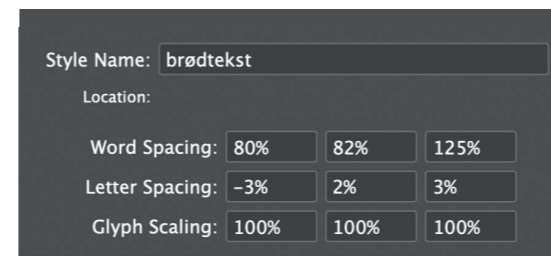 Style Name: brødtekst
Location:
Word Spacing: 80% 82% 125%
Letter Spacing: -3% 2% 3%
Glyph Scaling: 100% 100% 100%